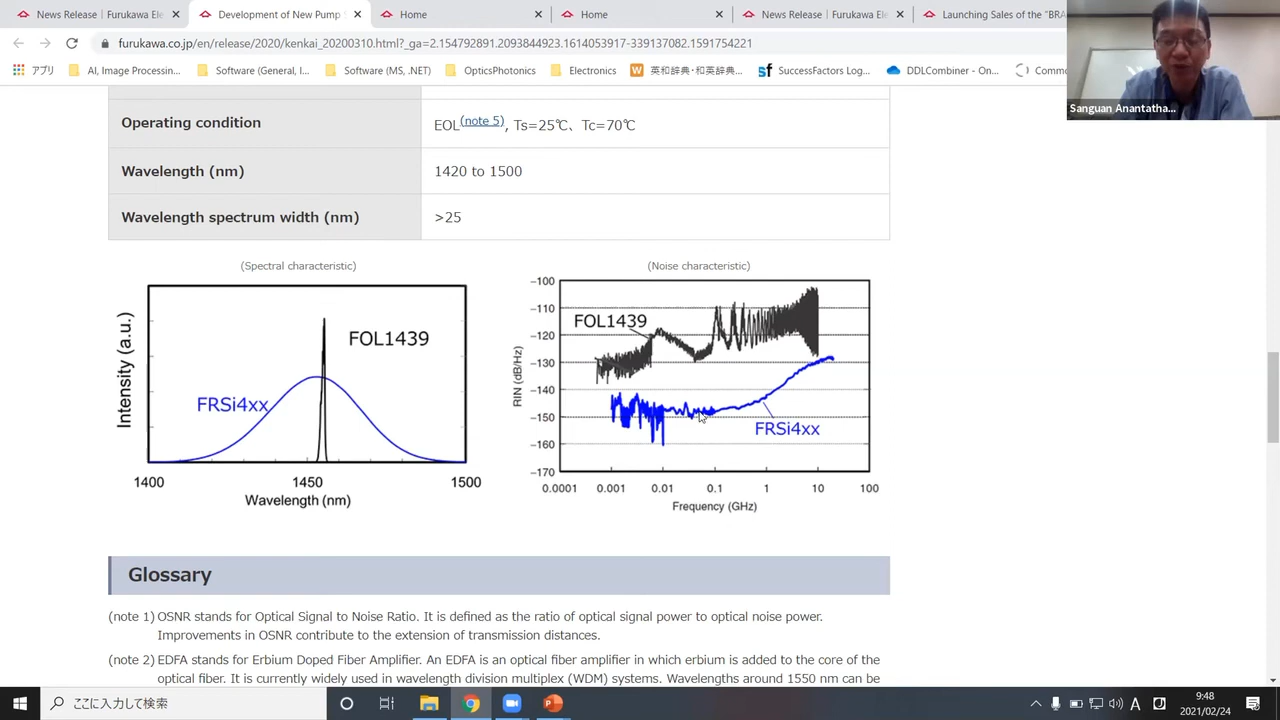 News Release | Furukawa Ele
Development of New Pump
Home
Home
News Release | Furukawa Ele
Launching Sales of the "BRA
furukawa.co.jp/en/release/2020/kenkai_20200310.html?_ga=2.154792891.2093844923.1614053917-339137082.1591754221
アプリ
AI, Image Processin...
Software (General, I...
Software (MS, .NET)
OpticsPhotonics
Electronics
英和辞典・和英辞典...
SuccessFactors Log...
DDLCombiner - On...
Commo
Sanguan Anantatha...
Operating condition
EOL(note 5), Ts=25℃、Tc=70℃
Wavelength (nm)
1420 to 1500
Wavelength spectrum width (nm)
>25
(Spectral characteristic)
FOL1439
FRSi4xx
Intensity (a.u.)
1400
1450
1500
Wavelength (nm)
(Noise characteristic)
−100
−110
−120
−130
−140
−150
−160
−170
RIN (dB/Hz)
FOL1439
FRSi4xx
0.0001
0.001
0.01
0.1
1
10
100
Frequency (GHz)
Glossary
(note 1) OSNR stands for Optical Signal to Noise Ratio. It is defined as the ratio of optical signal power to optical noise power.
Improvements in OSNR contribute to the extension of transmission distances.
(note 2) EDFA stands for Erbium Doped Fiber Amplifier. An EDFA is an optical fiber amplifier in which erbium is added to the core of the
optical fiber. It is currently widely used in wavelength division multiplex (WDM) systems. Wavelengths around 1550 nm can be
ここに入力して検索
A
9:48
2021/02/24